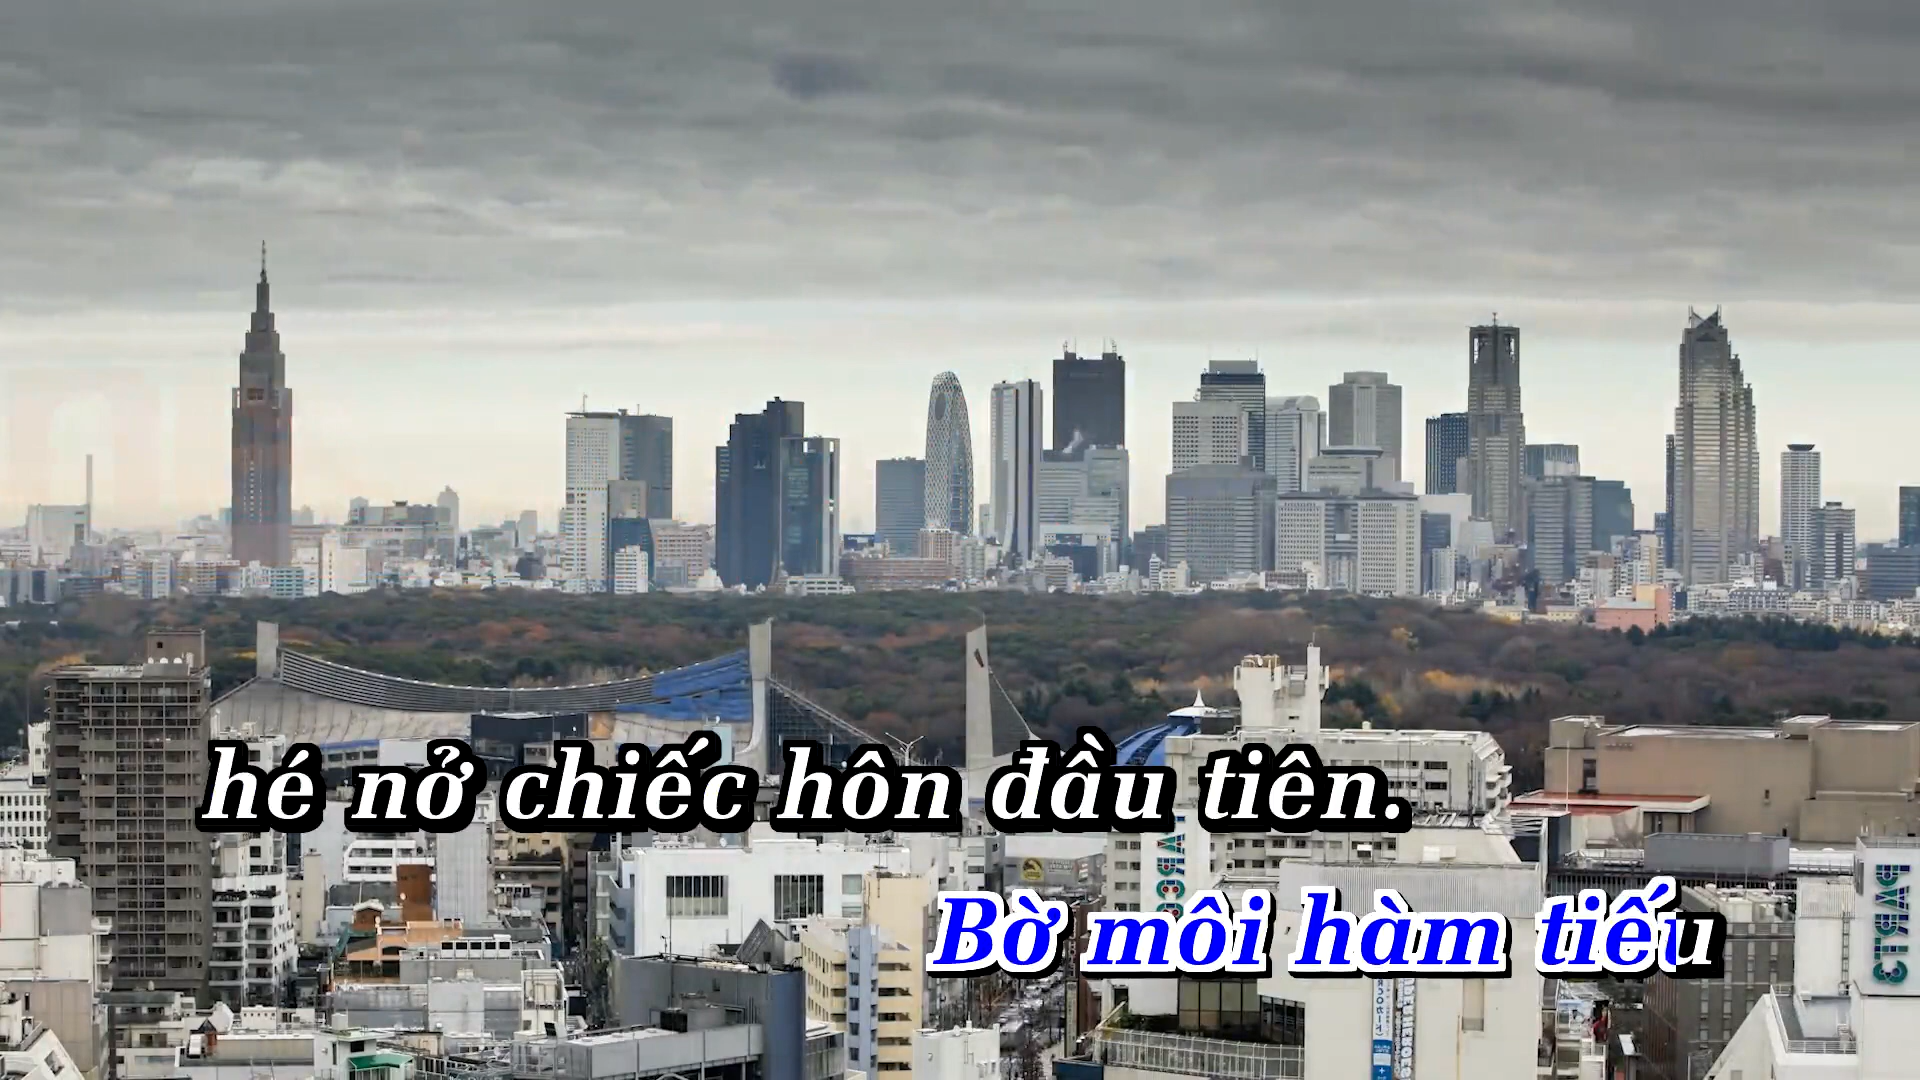 hé nở chiếc hôn đầu tiên.
Bờ môi hàm tiếu